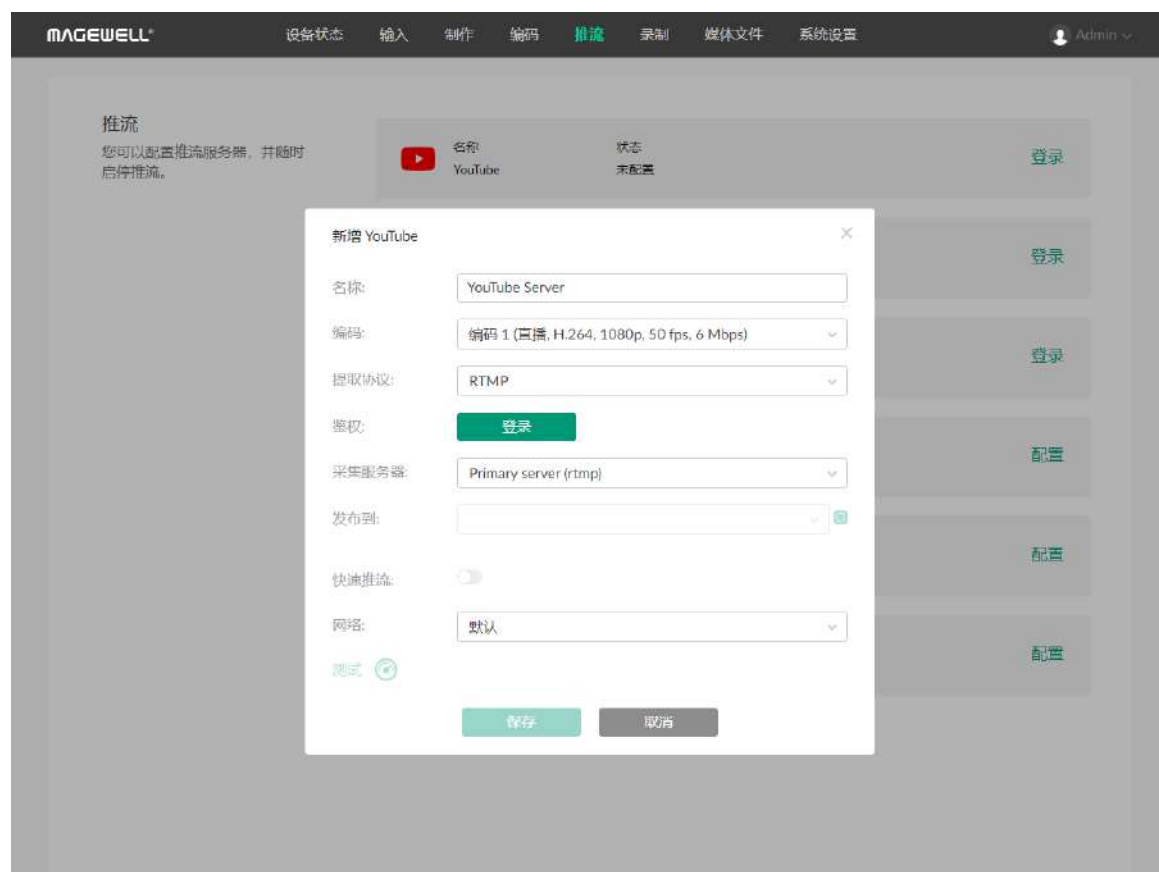 MAGEWELL®
设备状态 输入 制作 编码 推流 录制 媒体文件 系统设置 Admin
推流
您可以配置推流服务器,并随时
启停推流。
名称 状态
YouTube 未配置
登录
新增 YouTube
登录
名称: YouTube Server
编码: 编码 1 (直播, H.264, 1080p, 50 fps, 6 Mbps)
登录
提取协议: RTMP
鉴权: 登录
配置
采集服务器: Primary server (rtmp)
发布到:
配置
快速推流:
网络: 默认
配置
测试
保存 取消